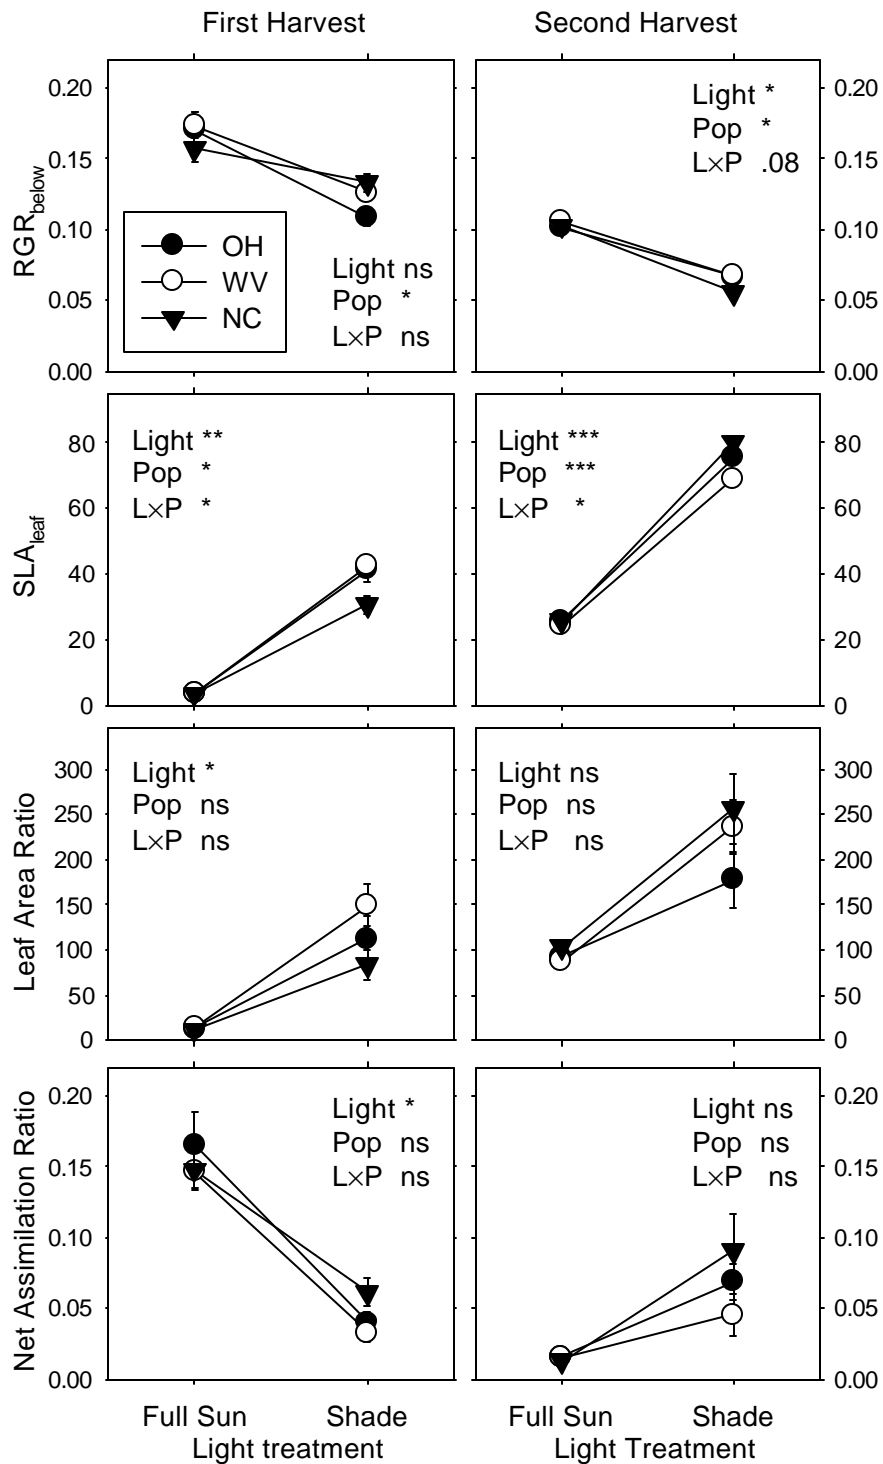 First Harvest
Second Harvest
RGRbelow
0.20
0.15
0.10
0.05
0.00
OH
WV
NC
Light ns
Pop *
L×P ns
Light *
Pop *
L×P .08
0.20
0.15
0.10
0.05
0.00
SLAleaf
80
60
40
20
0
Light **
Pop *
L×P *
Light ***
Pop ***
L×P *
80
60
40
20
0
Leaf Area Ratio
300
250
200
150
100
50
0
Light *
Pop ns
L×P ns
Light ns
Pop ns
L×P ns
300
250
200
150
100
50
0
Net Assimilation Ratio
0.20
0.15
0.10
0.05
0.00
Light *
Pop ns
L×P ns
Light ns
Pop ns
L×P ns
0.20
0.15
0.10
0.05
0.00
Full Sun Shade
Light treatment
Full Sun Shade
Light Treatment